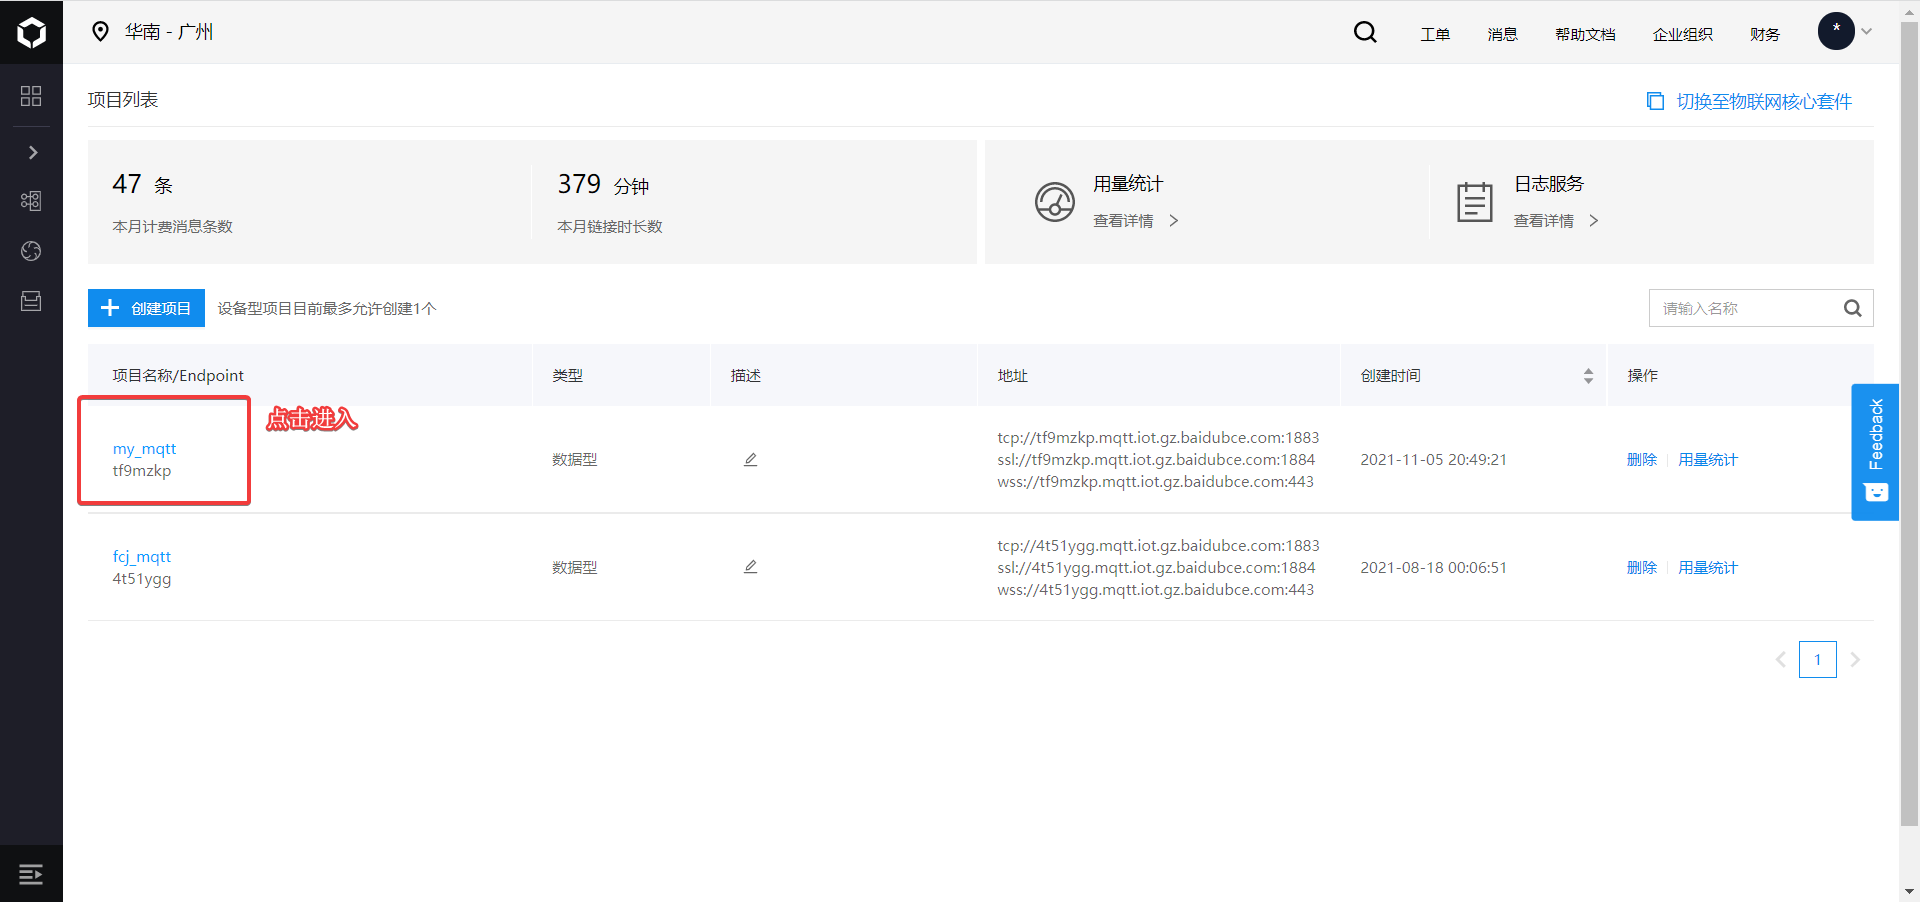 华南 - 广州
工单
消息
帮助文档
企业组织
财务
*
项目列表
切换至物联网核心套件
47 条
本月计费消息条数
379 分钟
本月链接时长数
用量统计
查看详情 >
日志服务
查看详情 >
+ 创建项目
设备型项目目前最多允许创建1个
请输入名称
项目名称/Endpoint
类型
描述
地址
创建时间
操作
点击进入
my_mqtt
tf9mzkp
数据型
tcp://tf9mzkp.mqtt.iot.gz.baidubce.com:1883
ssl://tf9mzkp.mqtt.iot.gz.baidubce.com:1884
wss://tf9mzkp.mqtt.iot.gz.baidubce.com:443
2021-11-05 20:49:21
删除
用量统计
Feedback
fcj_mqtt
4t51ygg
数据型
tcp://4t51ygg.mqtt.iot.gz.baidubce.com:1883
ssl://4t51ygg.mqtt.iot.gz.baidubce.com:1884
wss://4t51ygg.mqtt.iot.gz.baidubce.com:443
2021-08-18 00:06:51
删除
用量统计
1